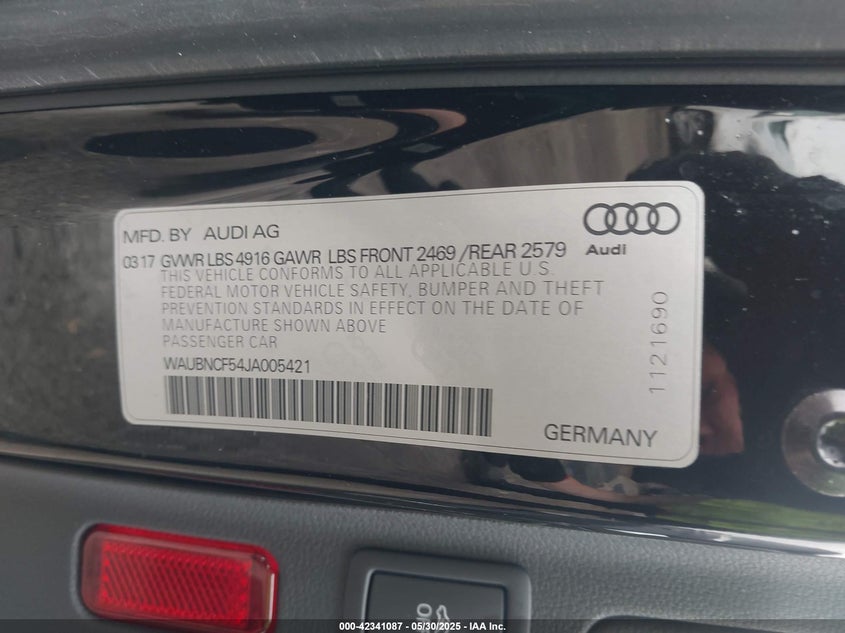 MFD. BY AUDI AG
Audi
0317 GVWR LBS 4916 GAWR LBS FRONT 2469 /REAR 2579
THIS VEHICLE CONFORMS TO ALL APPLICABLE U.S.
FEDERAL MOTOR VEHICLE SAFETY, BUMPER AND THEFT
PREVENTION STANDARDS IN EFFECT ON THE DATE OF
MANUFACTURE SHOWN ABOVE
PASSENGER CAR
WAUBNCF54JA005421
1121690
GERMANY
000-42341087 - 05/30/2025 - IAA Inc.